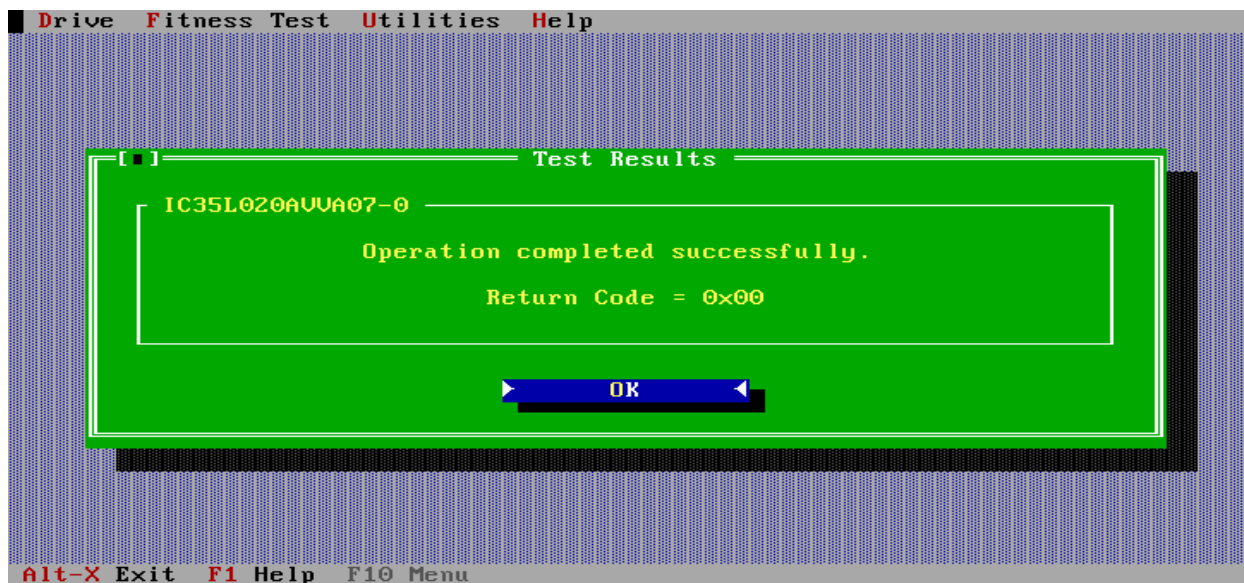 Drive Fitness Test Utilities Help
[■] Test Results
IC35L020AVVA07-0
Operation completed successfully.
Return Code = 0x00
OK
Alt-X Exit F1 Help F10 Menu